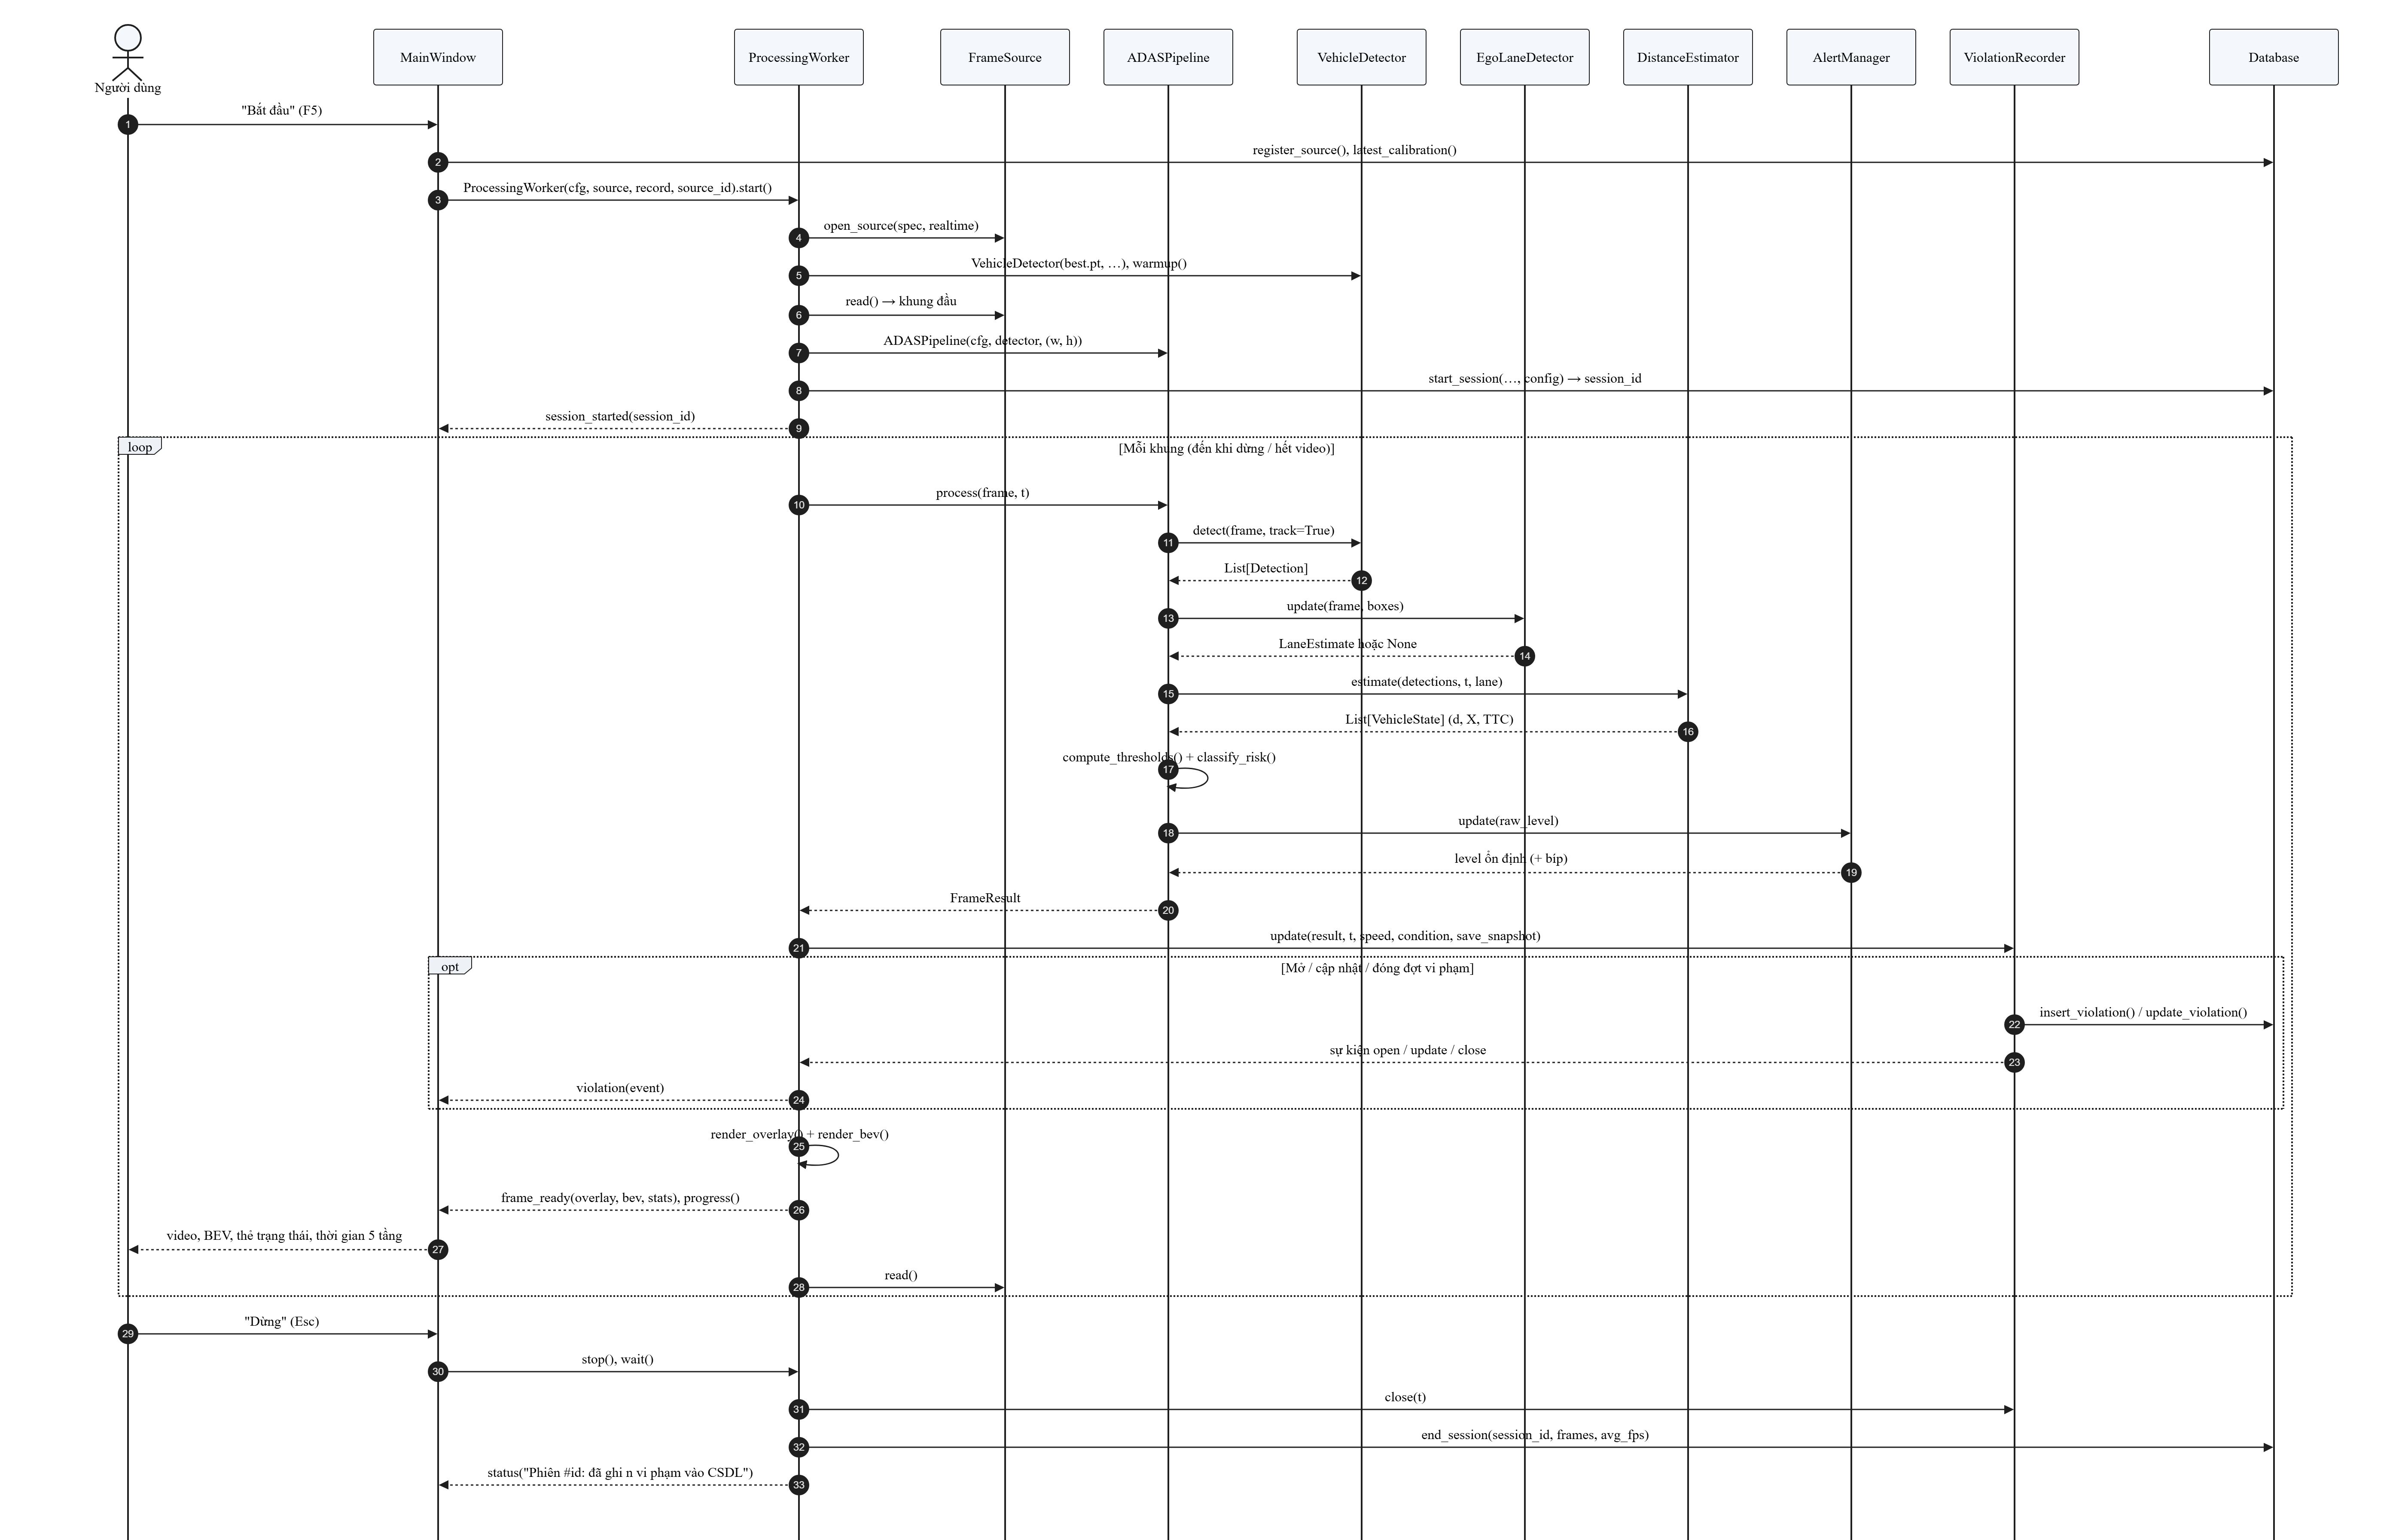 Người dùng
MainWindow
ProcessingWorker
FrameSource
ADASPipeline
VehicleDetector
EgoLaneDetector
DistanceEstimator
AlertManager
ViolationRecorder
Database
"Bắt đầu" (F5)
1
register_source(), latest_calibration()
2
ProcessingWorker(cfg, source, record, source_id).start()
3
open_source(spec, realtime)
4
VehicleDetector(best.pt, …), warmup()
5
read() → khung đầu
6
ADASPipeline(cfg, detector, (w, h))
7
start_session(…, config) → session_id
8
session_started(session_id)
9
loop
[Mỗi khung (đến khi dừng / hết video)]
process(frame, t)
10
detect(frame, track=True)
11
List[Detection]
12
update(frame, boxes)
13
LaneEstimate hoặc None
14
estimate(detections, t, lane)
15
List[VehicleState] (d, X, TTC)
16
compute_thresholds() + classify_risk()
17
update(raw_level)
18
level ổn định (+ bíp)
19
FrameResult
20
update(result, t, speed, condition, save_snapshot)
21
opt
[Mở / cập nhật / đóng đợt vi phạm]
insert_violation() / update_violation()
22
sự kiện open / update / close
23
violation(event)
24
render_overlay() + render_bev()
25
frame_ready(overlay, bev, stats), progress()
26
video, BEV, thẻ trạng thái, thời gian 5 tầng
27
read()
28
"Dừng" (Esc)
29
stop(), wait()
30
close(t)
31
end_session(session_id, frames, avg_fps)
32
status("Phiên #id: đã ghi n vi phạm vào CSDL")
33